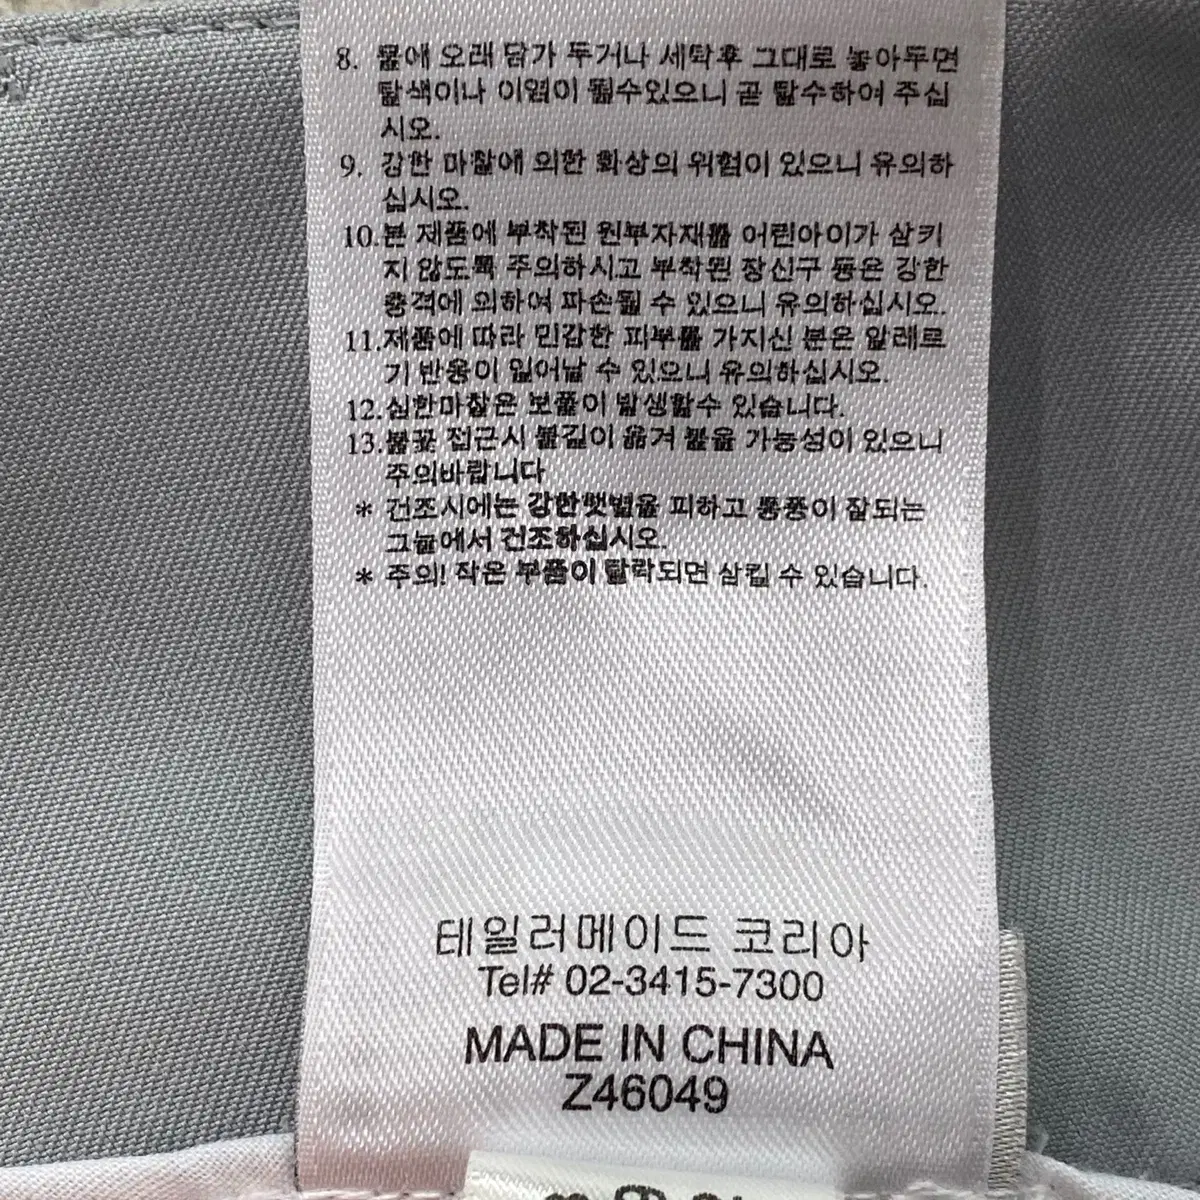 8. 물에 오래 담가 두거나 세탁후 그대로 놓아두면
탈색이나 이염이 될수있으니 곧 탈수하여 주십
시오.
9. 강한 마찰에 의한 화상의 위험이 있으니 유의하
십시오.
10.본 제품에 부착된 원부자재를 어린아이가 삼키
지 않도록 주의하시고 부착된 장신구 등은 강한
충격에 의하여 파손될 수 있으니 유의하십시오.
11.제품에 따라 민감한 피부를 가지신 분은 알레르
기 반응이 일어날 수 있으니 유의하십시오.
12.심한마찰은 보풀이 발생할수 있습니다.
13.불꽃 접근시 불길이 옮겨 붙을 가능성이 있으니
주의바랍니다
* 건조시에는 강한햇볕을 피하고 통풍이 잘되는
그늘에서 건조하십시오.
* 주의! 작은 부품이 탈락되면 삼킬 수 있습니다.
테일러메이드 코리아
Tel# 02-3415-7300
MADE IN CHINA
Z46049